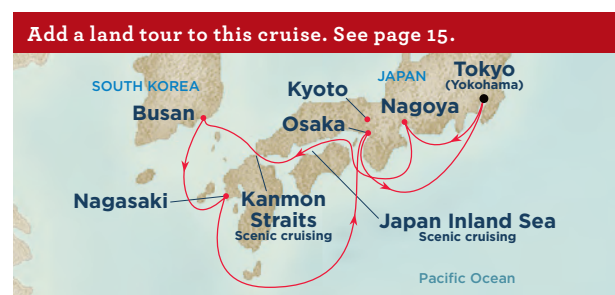 Add a land tour to this cruise. See page 15.
SOUTH KOREA
JAPAN
Tokyo
(Yokohama)
Kyoto
Nagoya
Busan
Osaka
Nagasaki
Kanmon
Straits
Scenic cruising
Japan Inland Sea
Scenic cruising
Pacific Ocean